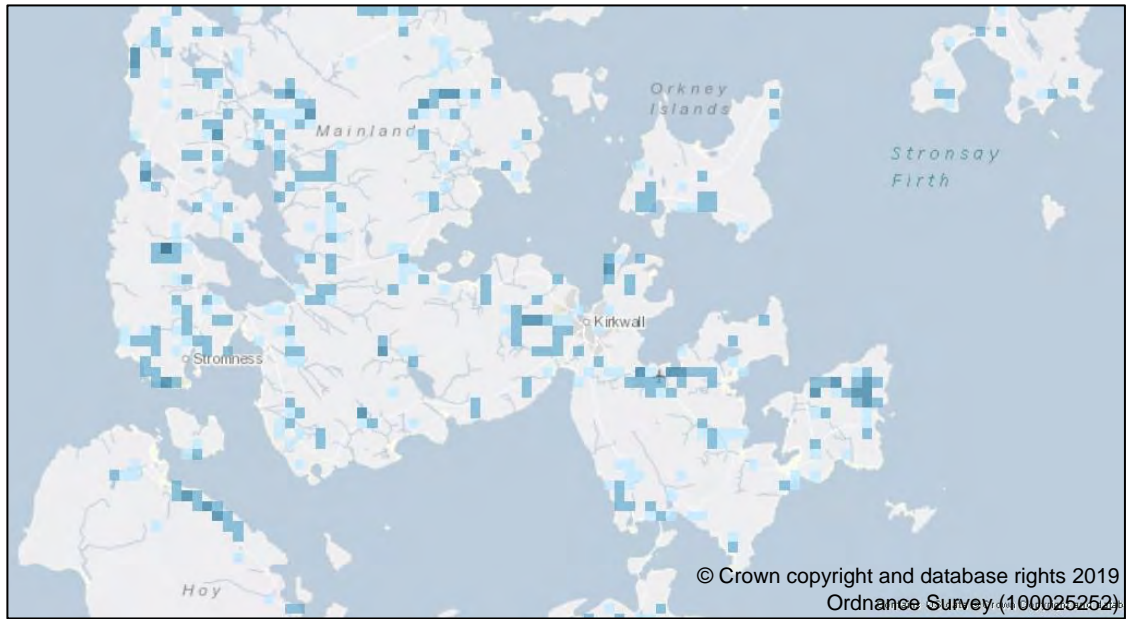 Orkney
Islands
Mainland
Stronsay
Firth
Kirkwall
Stromness
Hoy
© Crown copyright and database rights 2019
Ordnance Survey (100025252)